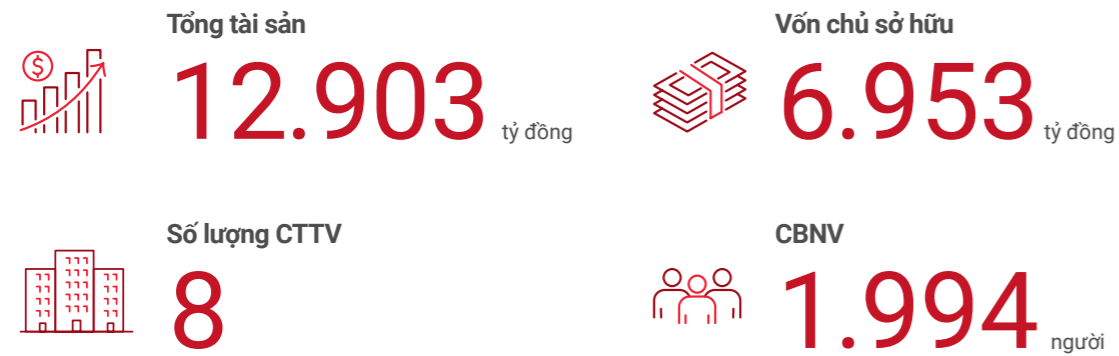 Tổng tài sản
12.903 tỷ đồng
Vốn chủ sở hữu
6.953 tỷ đồng
Số lượng CTTV
8
CBNV
1.994 người